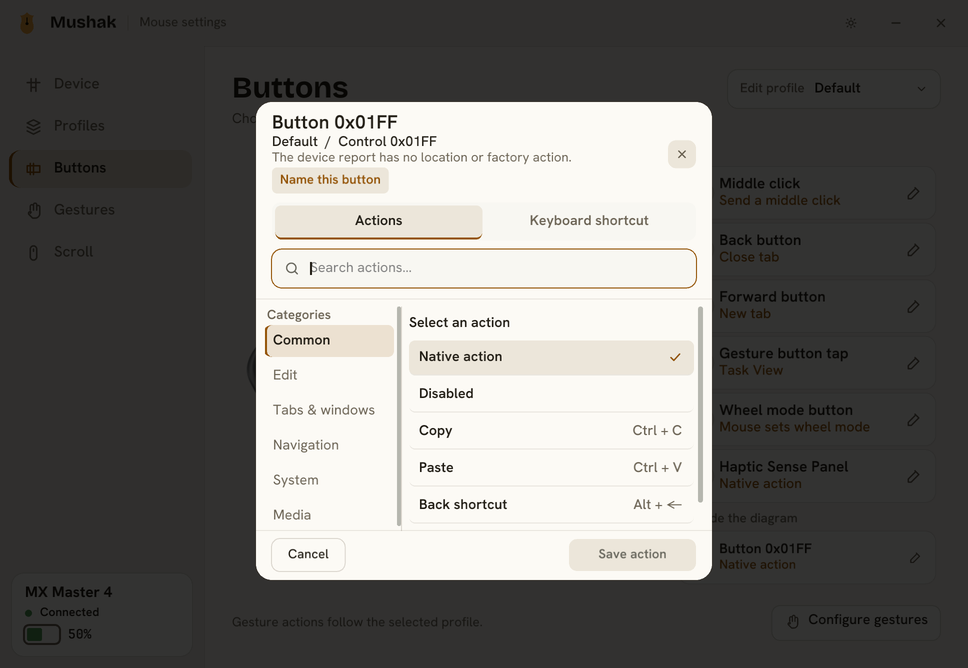 Mushak
Mouse settings
Device
Profiles
Buttons
Gestures
Scroll
MX Master 4
Connected
50%
Buttons
Cho
Edit profile Default
Button 0x01FF
Default / Control 0x01FF
The device report has no location or factory action.
Name this button
Actions
Keyboard shortcut
Search actions...
Categories
Common
Edit
Tabs & windows
Navigation
System
Media
Select an action
Native action
Disabled
Copy Ctrl + C
Paste Ctrl + V
Back shortcut Alt + ←
Cancel
Save action
Middle click
Send a middle click
Back button
Close tab
Forward button
New tab
Gesture button tap
Task View
Wheel mode button
Mouse sets wheel mode
Haptic Sense Panel
Native action
de the diagram
Button 0x01FF
Native action
Gesture actions follow the selected profile.
Configure gestures